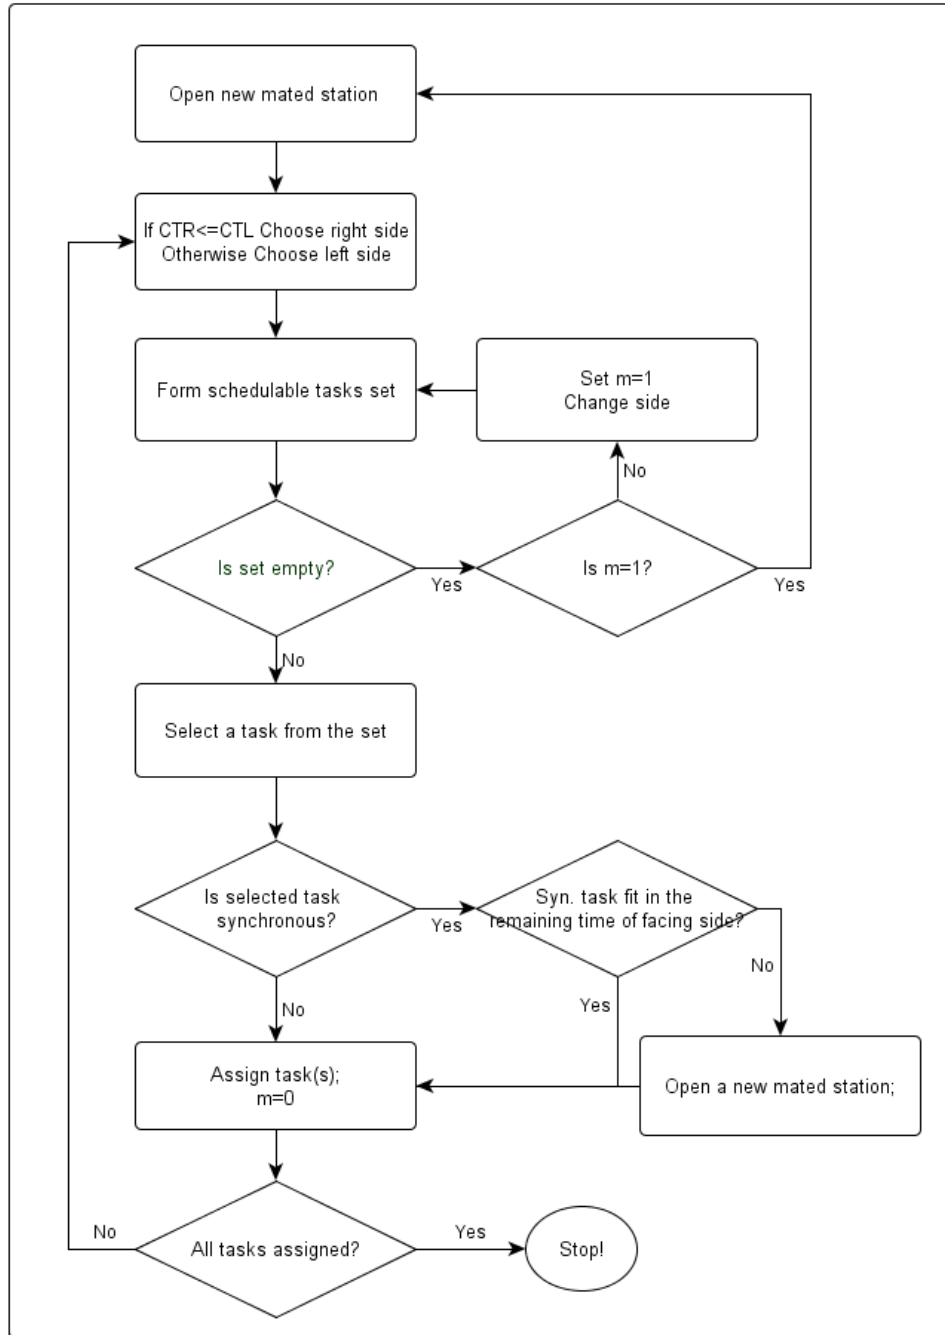 Open new mated station
If CTR<=CTL Choose right side
Otherwise Choose left side
Form schedulable tasks set
Set m=1
Change side
No
Is set empty?
Yes
Is m=1?
Yes
No
Select a task from the set
Is selected task
synchronous?
Yes
Syn. task fit in the
remaining time of facing side?
No
Yes
No
Assign task(s);
m=0
Open a new mated station;
No
All tasks assigned?
Yes
Stop!